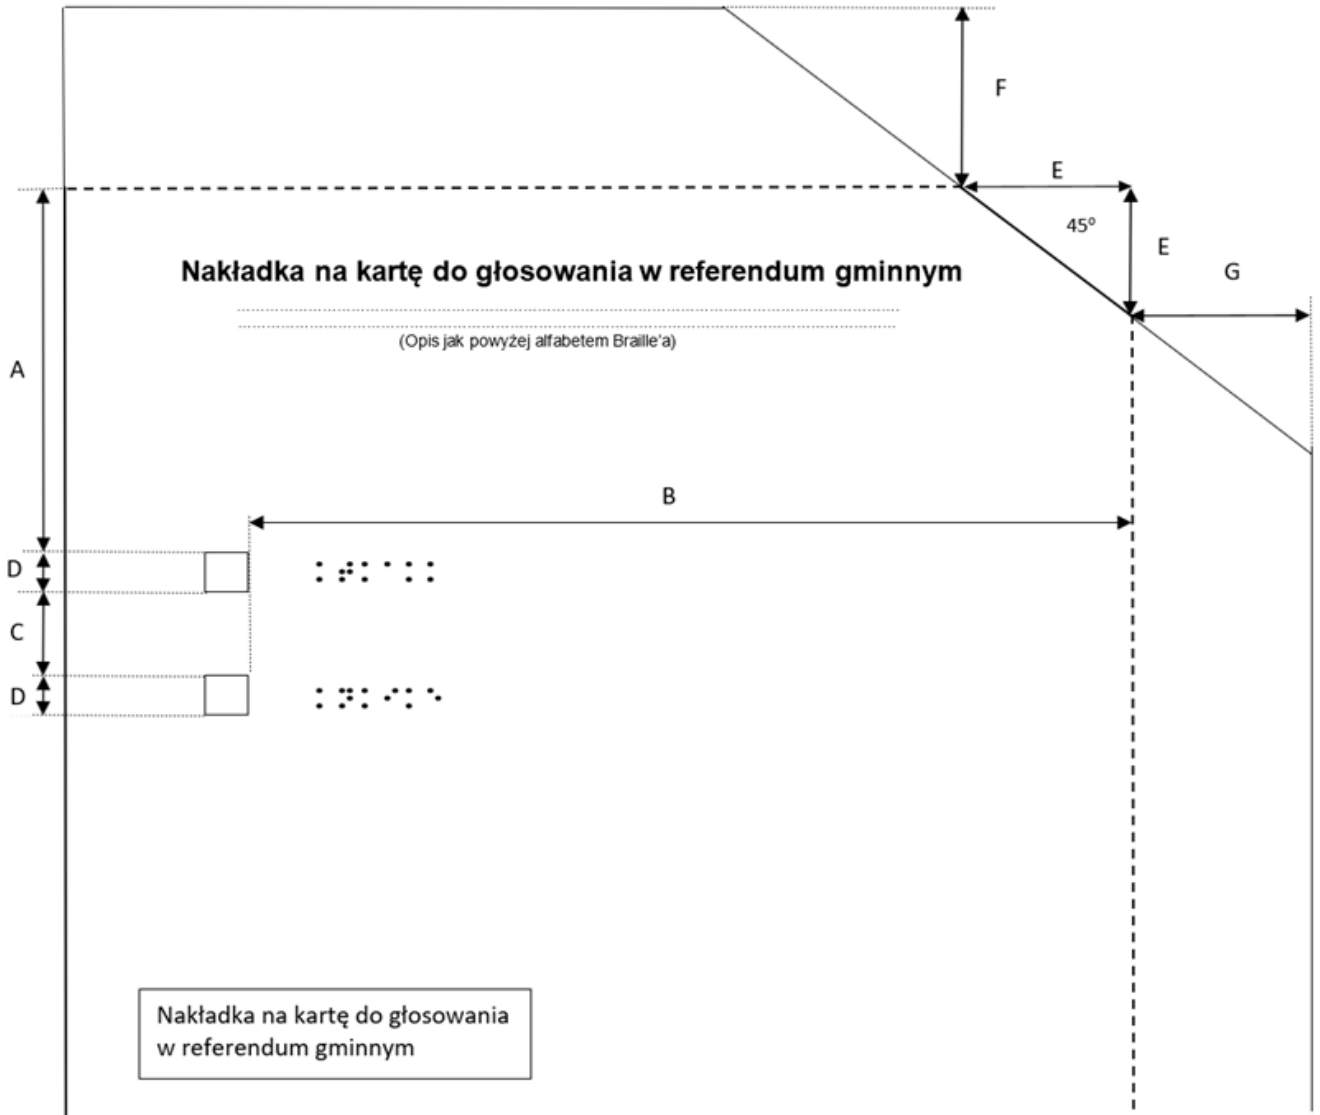 F
E
45°
E
G
Nakładka na kartę do głosowania w referendum gminnym
(Opis jak powyżej alfabetem Braille'a)
A
B
D
C
D
Nakładka na kartę do głosowania
w referendum gminnym